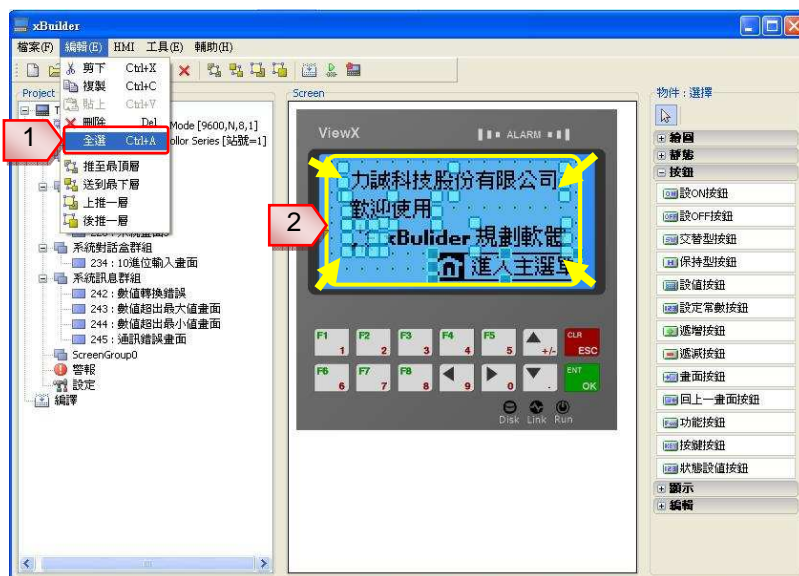 xBuilder
檔案(F) 編輯(E) HMI 工具(E) 輔助(H)
剪下 Ctrl+X
複製 Ctrl+C
貼上 Ctrl+V
刪除 Del
全選 Ctrl+A
推至最頂層
送到最下層
上推一層
後推一層
1
Project
Mode [9600,N,8,1]
ollor Series [站號=1]
系統對話盒群組
234 : 10進位輸入畫面
系統訊息群組
242 : 數值轉換錯誤
243 : 數值超出最大值畫面
244 : 數值超出最小值畫面
245 : 通訊錯誤畫面
ScreenGroup0
警報
設定
編譯
Screen
ViewX ALARM
2
力誠科技股份有限公司
歡迎使用
xBulider 規劃軟體
進入主選單
F1 1 F2 2 F3 3 F4 4 F5 5 +/- CLR ESC
F6 6 F7 7 F8 8 9 0 . ENT OK
Disk Link Run
物件 : 選擇
繪圖
靜態
按鈕
設ON按鈕
設OFF按鈕
交替型按鈕
保持型按鈕
設值按鈕
設定常數按鈕
遞增按鈕
遞減按鈕
畫面按鈕
回上一畫面按鈕
功能按鈕
按鍵按鈕
狀態設值按鈕
顯示
編輯